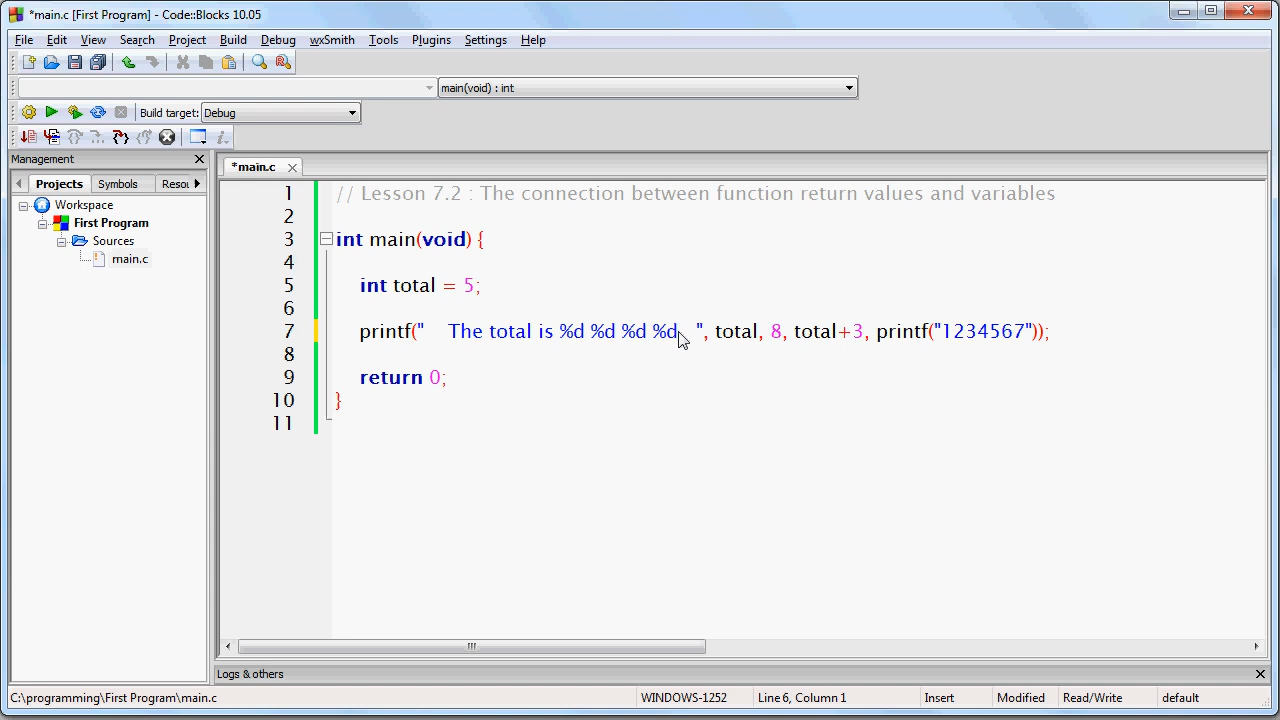 *main.c [First Program] - Code::Blocks 10.05
File Edit View Search Project Build Debug wxSmith Tools Plugins Settings Help
main(void) : int
Build target: Debug
Management
*main.c
Projects Symbols Resou
Workspace
First Program
Sources
main.c
1 // Lesson 7.2 : The connection between function return values and variables
2
3 int main(void) {
4
5 int total = 5;
6
7 printf("    The total is %d %d %d %d  ", total, 8, total+3, printf("1234567"));
8
9 return 0;
10 }
11
Logs & others
C:\programming\First Program\main.c WINDOWS-1252 Line 6, Column 1 Insert Modified Read/Write default